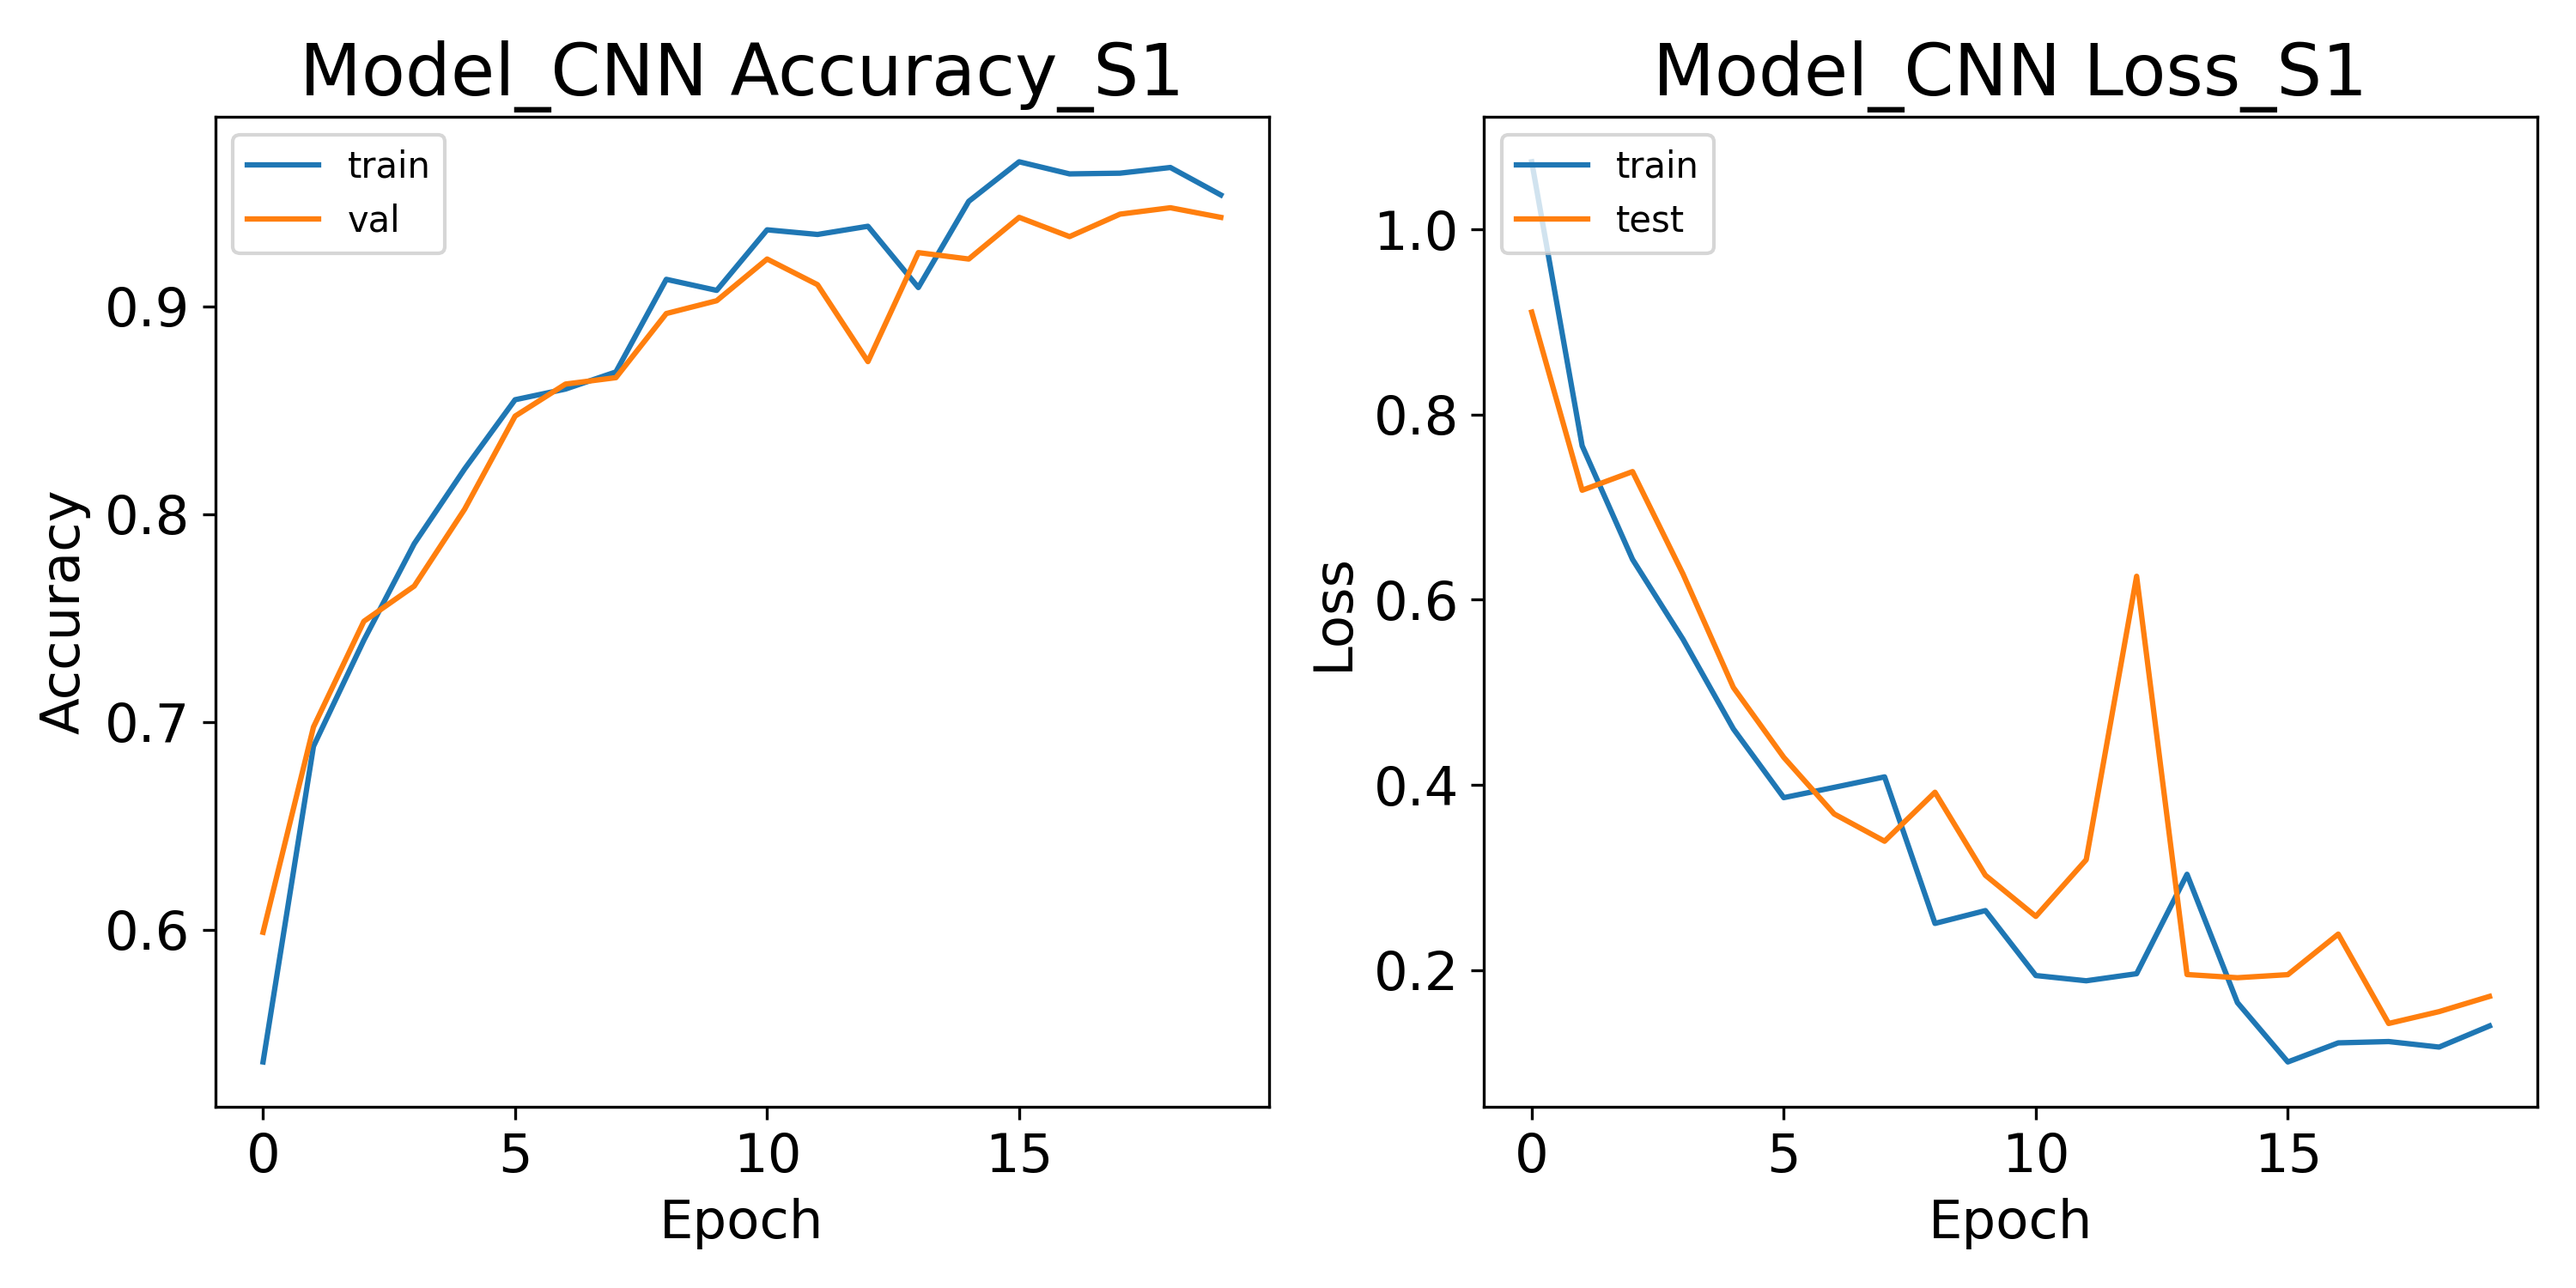 Model_CNN Accuracy_S1
train
val
0.9
0.8
0.7
0.6
Accuracy
0 5 10 15
Epoch
Model_CNN Loss_S1
train
test
1.0
0.8
0.6
0.4
0.2
Loss
0 5 10 15
Epoch